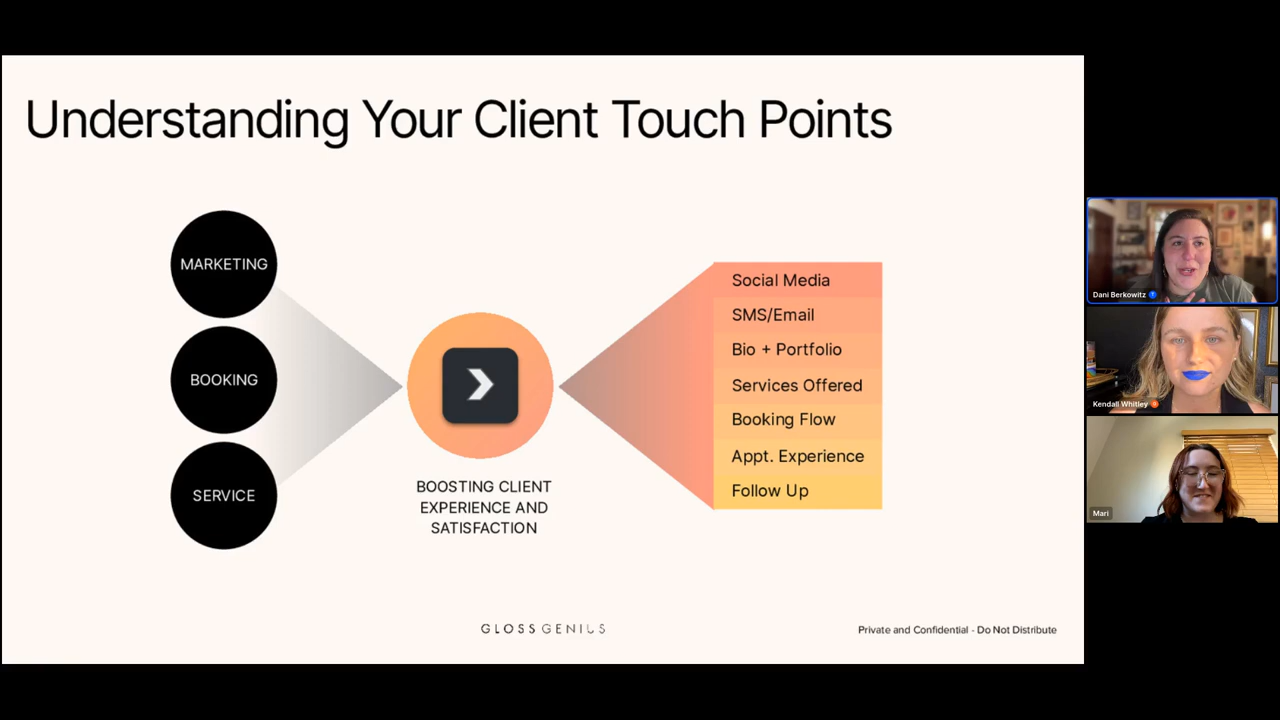 Understanding Your Client Touch Points
MARKETING
BOOKING
SERVICE
BOOSTING CLIENT
EXPERIENCE AND
SATISFACTION
Social Media
SMS/Email
Bio + Portfolio
Services Offered
Booking Flow
Appt. Experience
Follow Up
GLOSSGENIUS
Private and Confidential - Do Not Distribute
Dani Berkowitz
Kendall Whitley
Mari